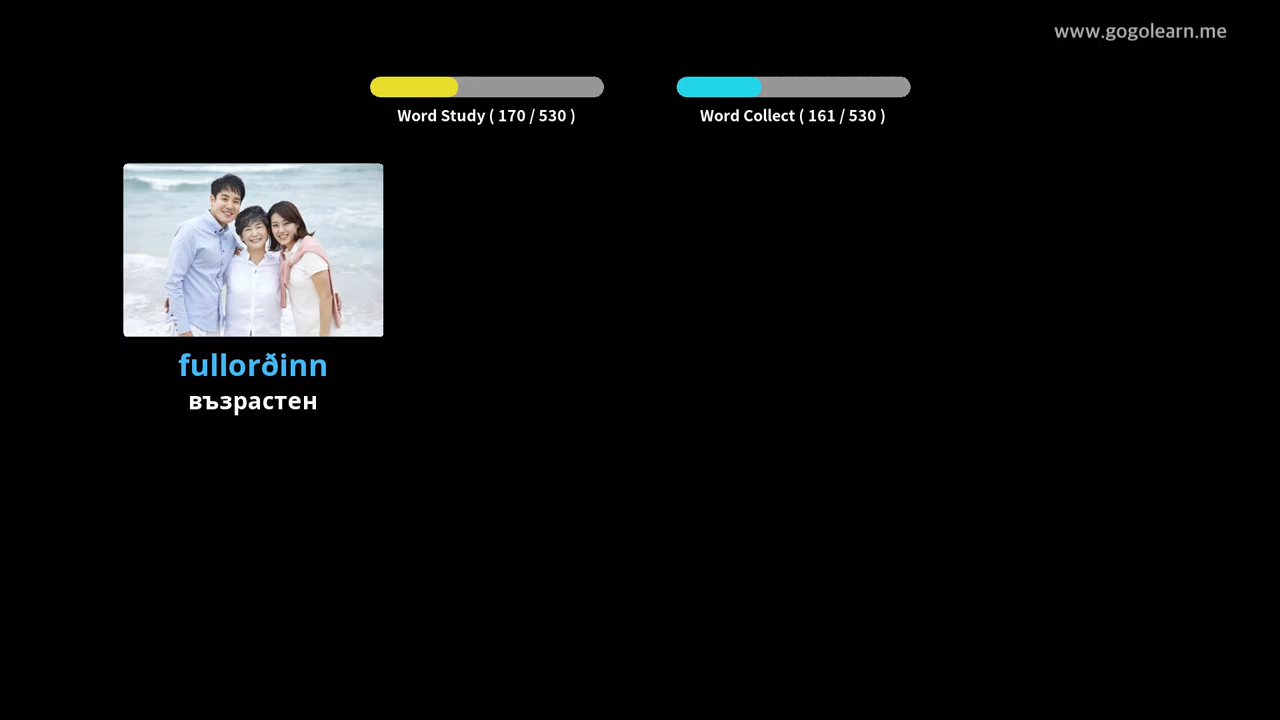 www.gogolearn.me
Word Study ( 170 / 530 )
Word Collect ( 161 / 530 )
fullorðinn
възрастен